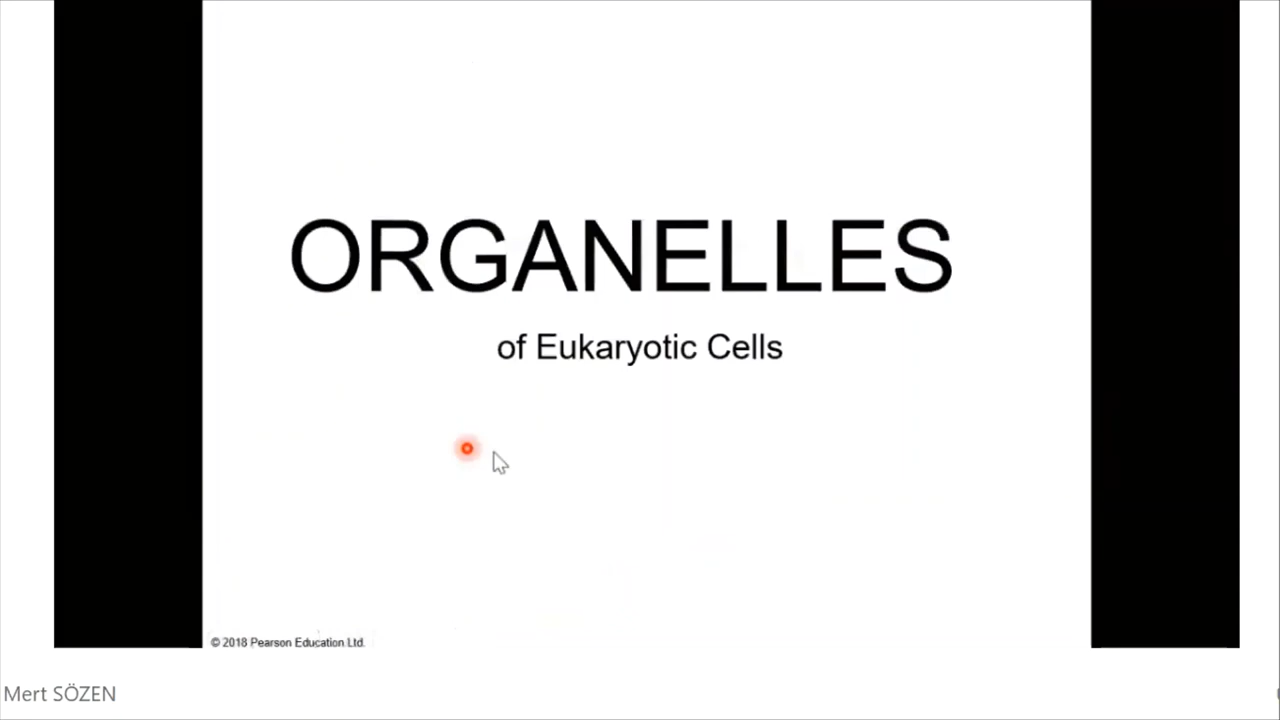 ORGANELLES
of Eukaryotic Cells
© 2018 Pearson Education Ltd.
Mert SÖZEN